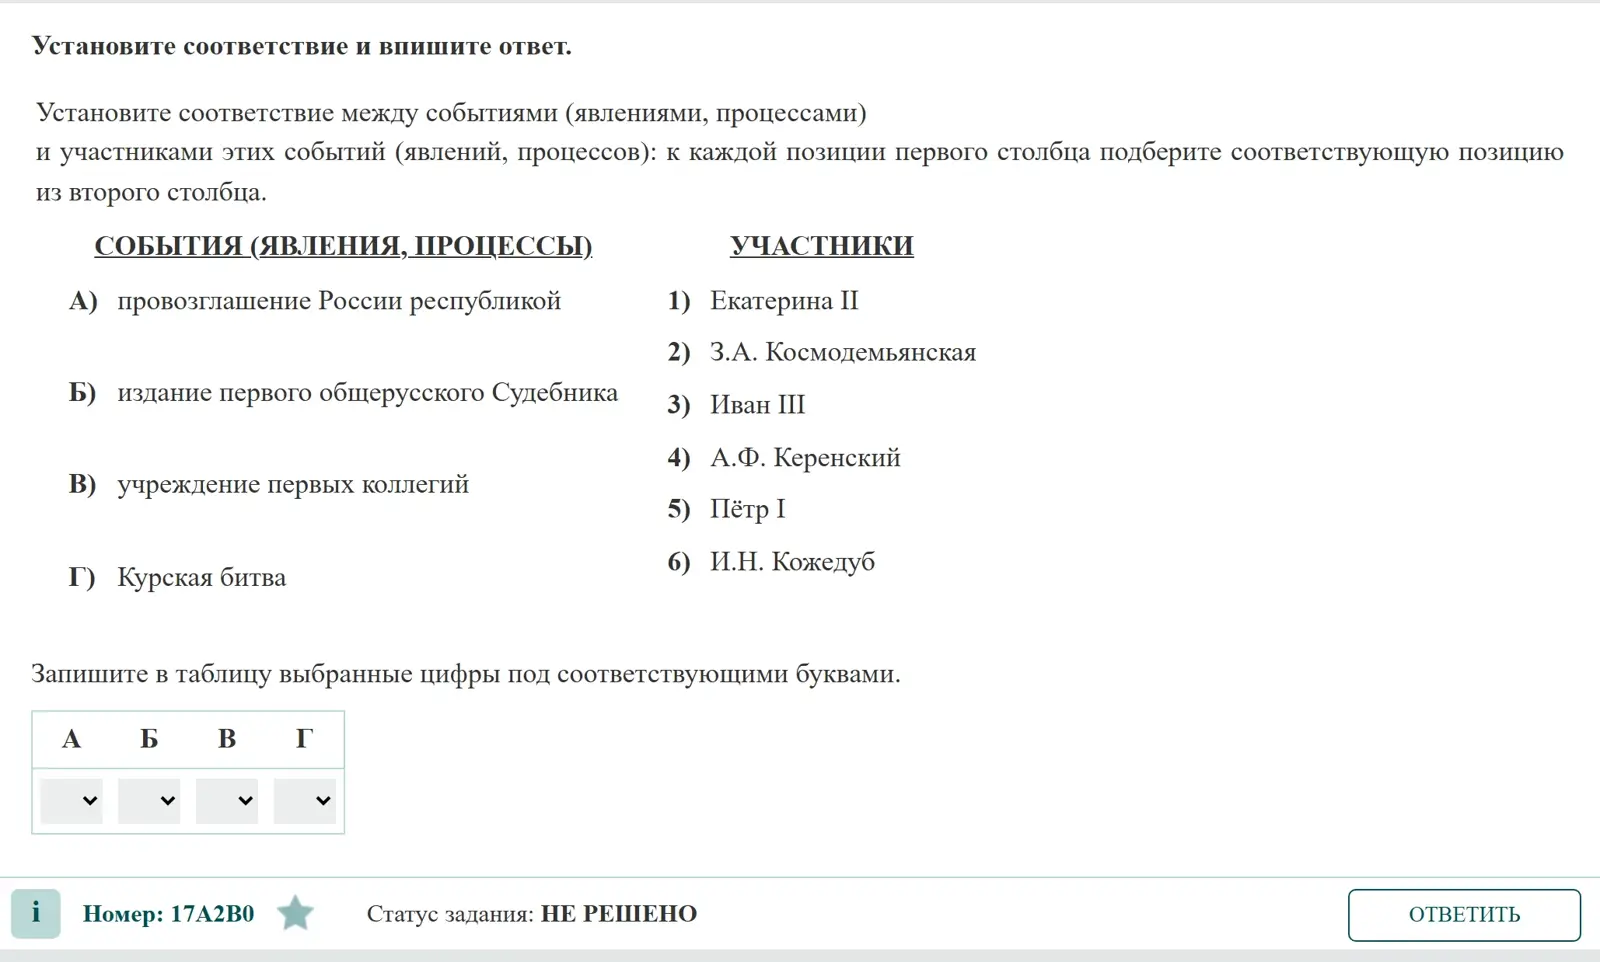 Установите соответствие и впишите ответ.
Установите соответствие между событиями (явлениями, процессами)
и участниками этих событий (явлений, процессов): к каждой позиции первого столбца подберите соответствующую позицию
из второго столбца.
СОБЫТИЯ (ЯВЛЕНИЯ, ПРОЦЕССЫ)
А) провозглашение России республикой
Б) издание первого общерусского Судебника
В) учреждение первых коллегий
Г) Курская битва
УЧАСТНИКИ
1) Екатерина II
2) З.А. Космодемьянская
3) Иван III
4) А.Ф. Керенский
5) Пётр I
6) И.Н. Кожедуб
Запишите в таблицу выбранные цифры под соответствующими буквами.
А Б В Г
i Номер: 17A2B0 Статус задания: НЕ РЕШЕНО ОТВЕТИТЬ